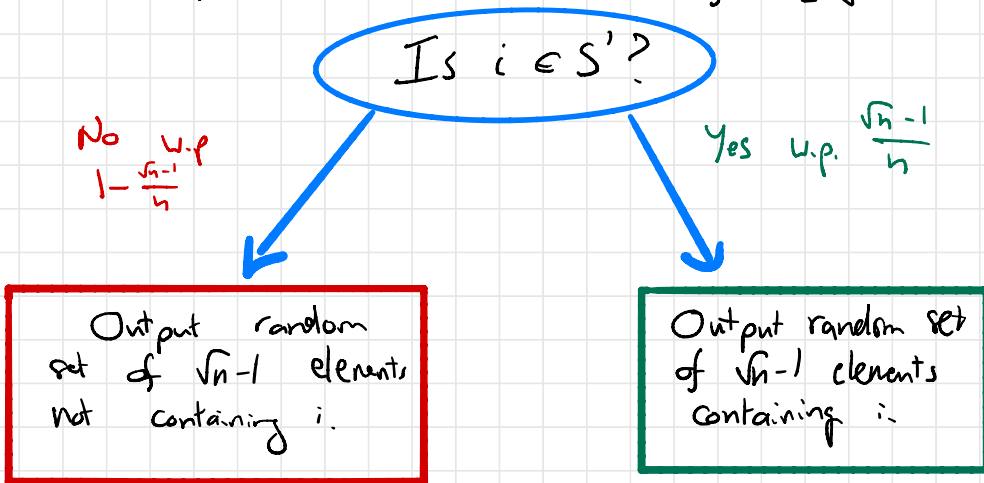 Is i ∈ S'?
No w.p
1 - √n-1/n
Yes w.p. √n-1/n
Output random
set of √n-1 elements
not containing i.
Output random set
of √n-1 elements
containing i.